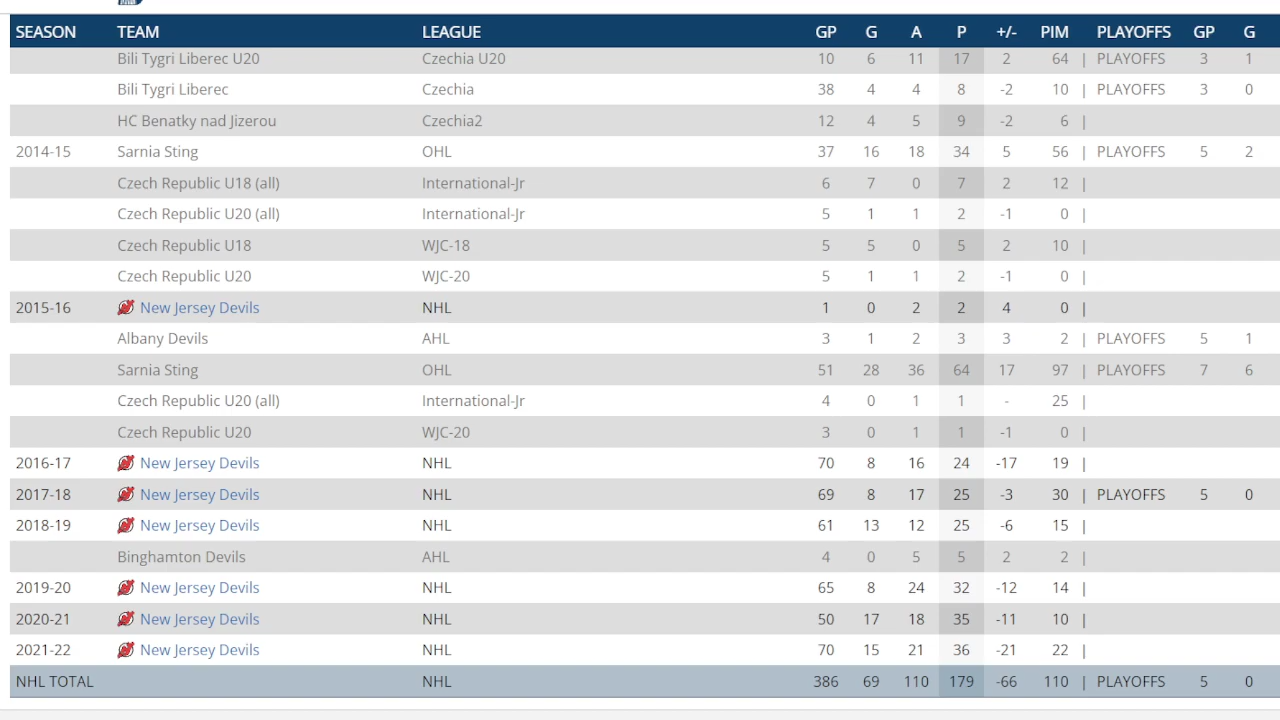 SEASON TEAM LEAGUE GP G A P +/- PIM PLAYOFFS GP G
Bili Tygri Liberec U20 Czechia U20 10 6 11 17 2 64 | PLAYOFFS 3 1
Bili Tygri Liberec Czechia 38 4 4 8 -2 10 | PLAYOFFS 3 0
HC Benatky nad Jizerou Czechia2 12 4 5 9 -2 6 |
2014-15 Sarnia Sting OHL 37 16 18 34 5 56 | PLAYOFFS 5 2
Czech Republic U18 (all) International-Jr 6 7 0 7 2 12 |
Czech Republic U20 (all) International-Jr 5 1 1 2 -1 0 |
Czech Republic U18 WJC-18 5 5 0 5 2 10 |
Czech Republic U20 WJC-20 5 1 1 2 -1 0 |
2015-16 New Jersey Devils NHL 1 0 2 2 4 0 |
Albany Devils AHL 3 1 2 3 3 2 | PLAYOFFS 5 1
Sarnia Sting OHL 51 28 36 64 17 97 | PLAYOFFS 7 6
Czech Republic U20 (all) International-Jr 4 0 1 1 - 25 |
Czech Republic U20 WJC-20 3 0 1 1 -1 0 |
2016-17 New Jersey Devils NHL 70 8 16 24 -17 19 |
2017-18 New Jersey Devils NHL 69 8 17 25 -3 30 | PLAYOFFS 5 0
2018-19 New Jersey Devils NHL 61 13 12 25 -6 15 |
Binghamton Devils AHL 4 0 5 5 2 2 |
2019-20 New Jersey Devils NHL 65 8 24 32 -12 14 |
2020-21 New Jersey Devils NHL 50 17 18 35 -11 10 |
2021-22 New Jersey Devils NHL 70 15 21 36 -21 22 |
NHL TOTAL NHL 386 69 110 179 -66 110 | PLAYOFFS 5 0